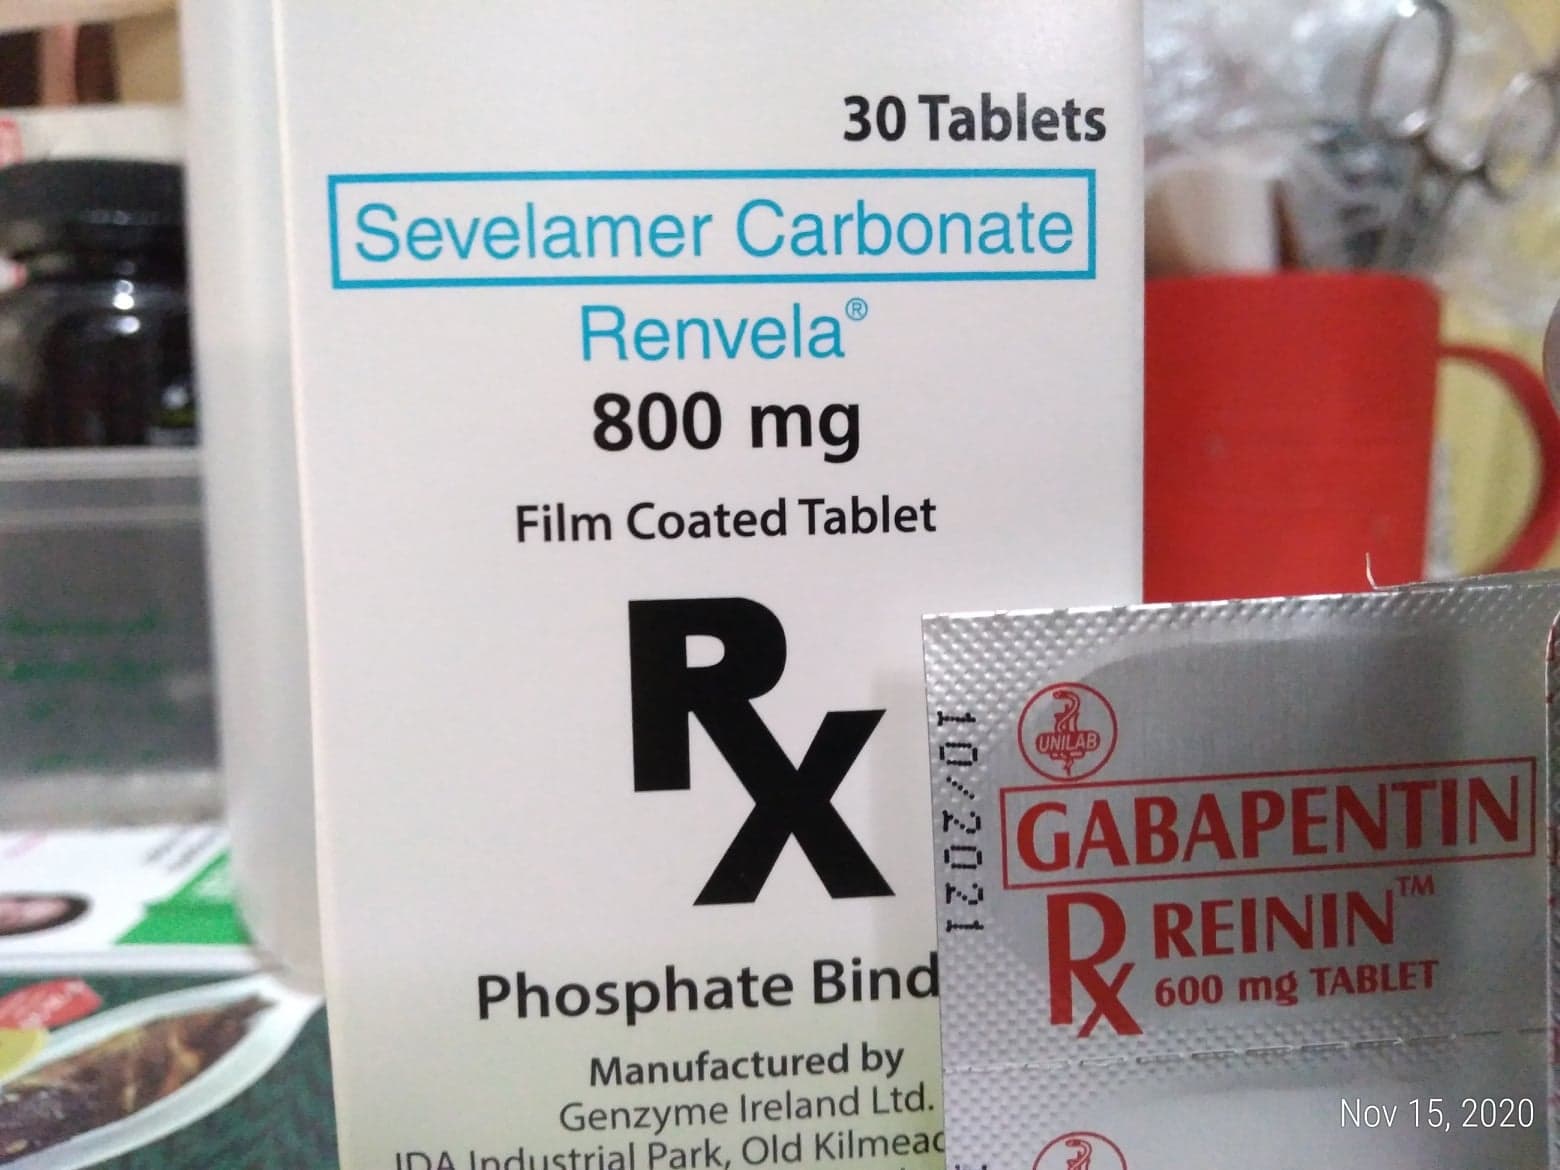 30 Tablets
Sevelamer Carbonate
Renvela®
800 mg
Film Coated Tablet
Rx
Phosphate Bind
Manufactured by
Genzyme Ireland Ltd.
IDA Industrial Park, Old Kilmeac
10/2021
UNILAB
GABAPENTIN
Rx REININ™
600 mg TABLET
Nov 15, 2020